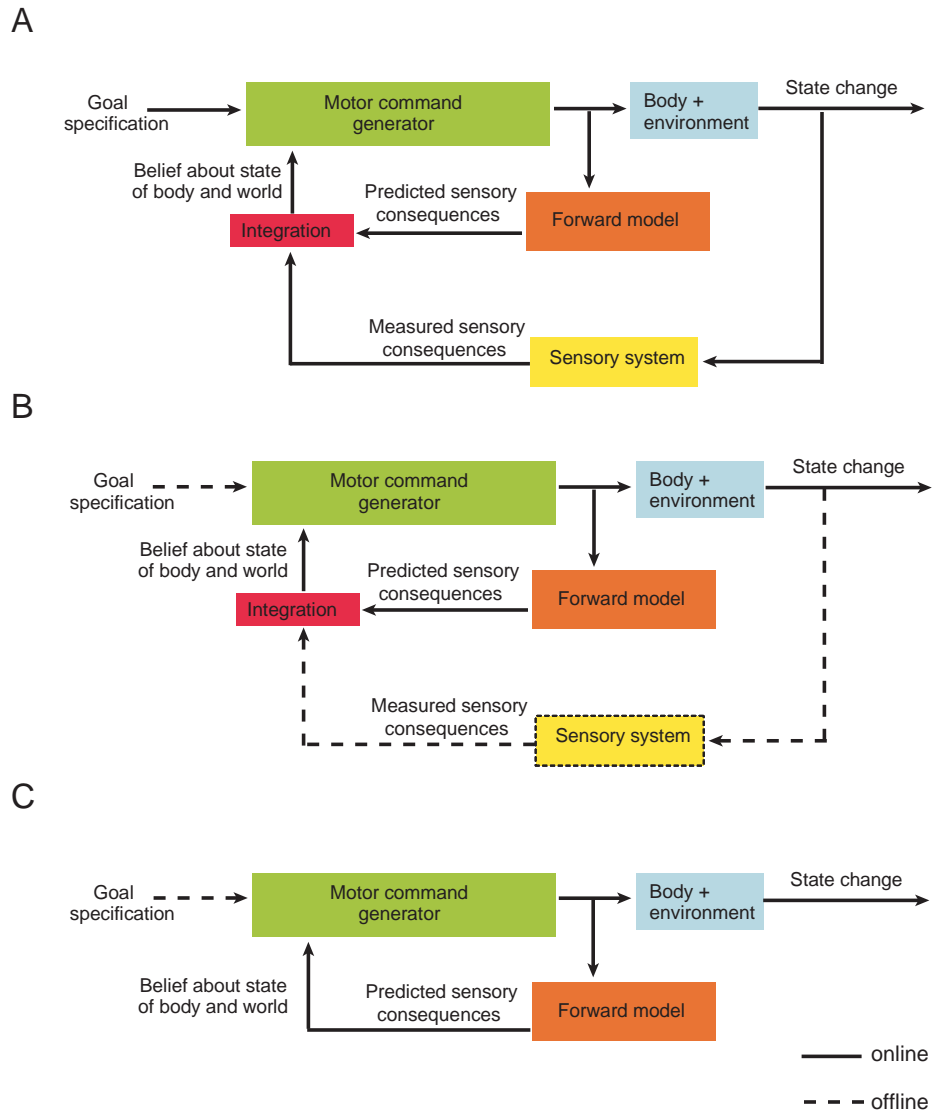 A
Goal
specification
Motor command
generator
Body +
environment
State change
Belief about state
of body and world
Predicted sensory
consequences
Integration
Forward model
Measured sensory
consequences
Sensory system
B
Goal
specification
Motor command
generator
Body +
environment
State change
Belief about state
of body and world
Predicted sensory
consequences
Integration
Forward model
Measured sensory
consequences
Sensory system
C
Goal
specification
Motor command
generator
Body +
environment
State change
Belief about state
of body and world
Predicted sensory
consequences
Forward model
online
offline